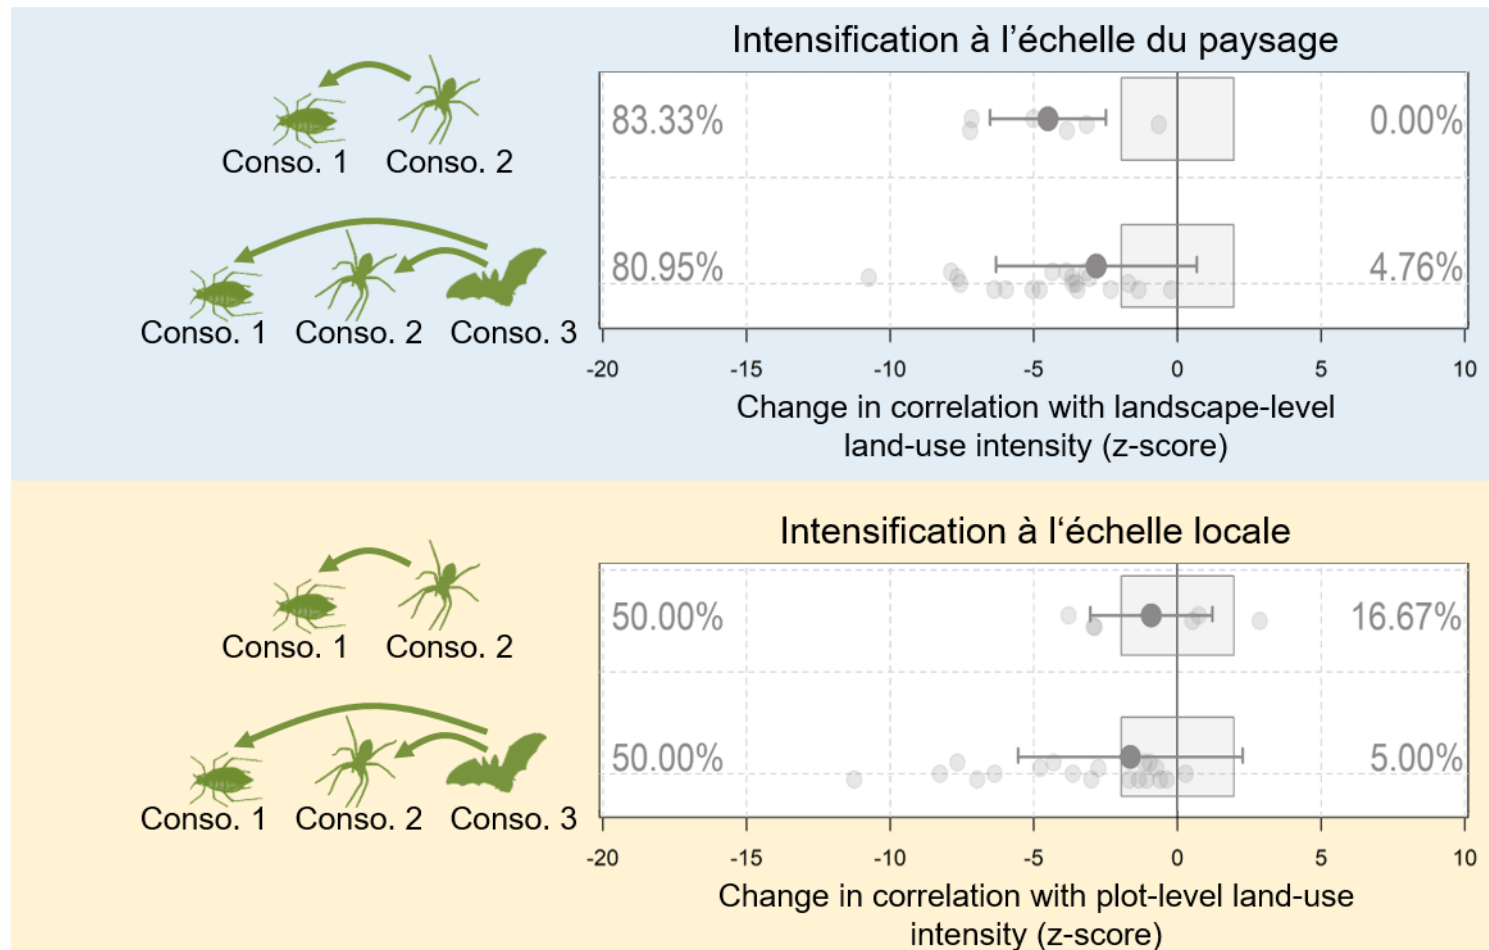 Intensification à l’échelle du paysage
83.33%
0.00%
Conso. 1
Conso. 2
80.95%
4.76%
Conso. 1
Conso. 2
Conso. 3
-20
-15
-10
-5
0
5
10
Change in correlation with landscape-level
land-use intensity (z-score)
Intensification à l‘échelle locale
50.00%
16.67%
Conso. 1
Conso. 2
50.00%
5.00%
Conso. 1
Conso. 2
Conso. 3
-20
-15
-10
-5
0
5
10
Change in correlation with plot-level land-use
intensity (z-score)